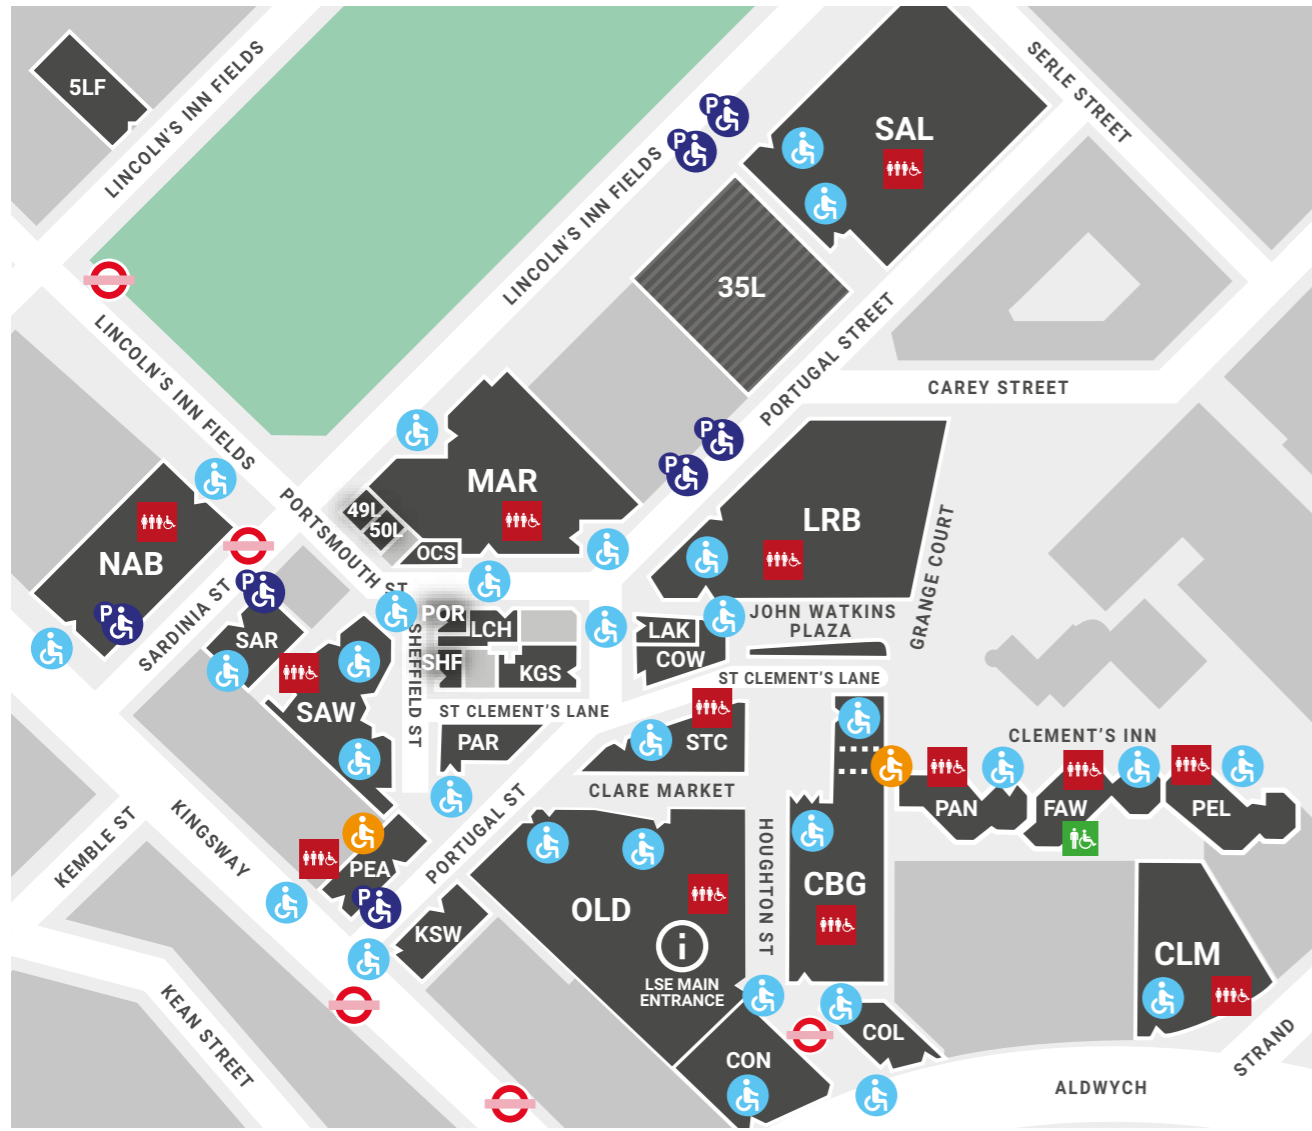 5LF
LINCOLN'S INN FIELDS
SERLE STREET
P
P
SAL
LINCOLN'S INN FIELDS
35L
LINCOLN'S INN FIELDS
PORTUGAL STREET
CAREY STREET
P
P
MAR
49L
50L
OCS
PORTSMOUTH ST
LRB
NAB
GRANGE COURT
P
P
SARDINIA ST
SAR
POR
LCH
SHF
KGS
SHEFFIELD ST
LAK
COW
JOHN WATKINS
PLAZA
ST CLEMENT'S LANE
SAW
ST CLEMENT'S LANE
PAR
STC
CLEMENT'S INN
CLARE MARKET
PAN
FAW
PEL
KEMBLE ST
KINGSWAY
PORTUGAL ST
PEA
P
KSW
OLD
i
LSE MAIN
ENTRANCE
HOUGHTON ST
CBG
CLM
KEAN STREET
CON
COL
ALDWYCH
STRAND